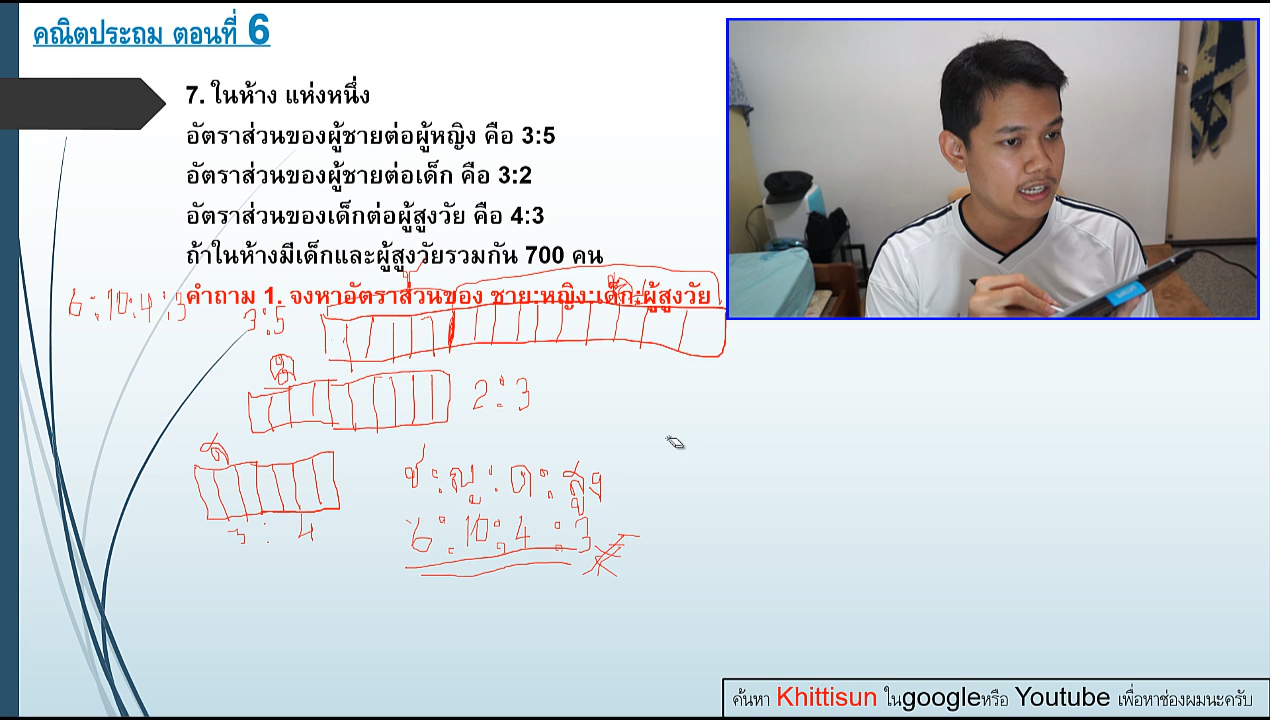 คณิตประถม ตอนที่ 6
7. ในห้าง แห่งหนึ่ง
อัตราส่วนของผู้ชายต่อผู้หญิง คือ 3:5
อัตราส่วนของผู้ชายต่อเด็ก คือ 3:2
อัตราส่วนของเด็กต่อผู้สูงวัย คือ 4:3
ถ้าในห้างมีเด็กและผู้สูงวัยรวมกัน 700 คน
คำถาม 1. จงหาอัตราส่วนของ ชาย:หญิง:เด็ก:ผู้สูงวัย
6:10:4:3
3:5
2:3
ช:ญ:ด:สูง
3:4
6:10:4:3
ค้นหา Khittisun ในgoogleหรือ Youtube เพื่อหาช่องผมนะครับ